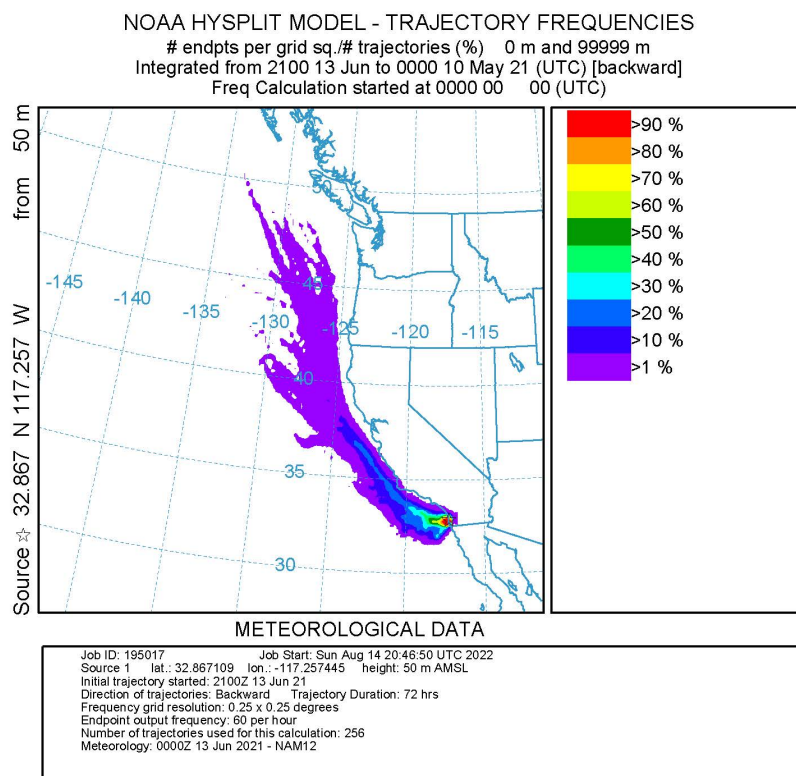 NOAA HYSPLIT MODEL - TRAJECTORY FREQUENCIES
# endpts per grid sq./# trajectories (%) 0 m and 99999 m
Integrated from 2100 13 Jun to 0000 10 May 21 (UTC) [backward]
Freq Calculation started at 0000 00 00 (UTC)
Source ☆ 32.867 N 117.257 W from 50 m
>90 %
>80 %
>70 %
>60 %
>50 %
>40 %
>30 %
>20 %
>10 %
>1 %
50
45
-145
-140
-135
-130
-125
-120
-115
40
35
30
METEOROLOGICAL DATA
Job ID: 195017 Job Start: Sun Aug 14 20:46:50 UTC 2022
Source 1 lat.: 32.867109 lon.: -117.257445 height: 50 m AMSL
Initial trajectory started: 2100Z 13 Jun 21
Direction of trajectories: Backward Trajectory Duration: 72 hrs
Frequency grid resolution: 0.25 x 0.25 degrees
Endpoint output frequency: 60 per hour
Number of trajectories used for this calculation: 256
Meteorology: 0000Z 13 Jun 2021 - NAM12